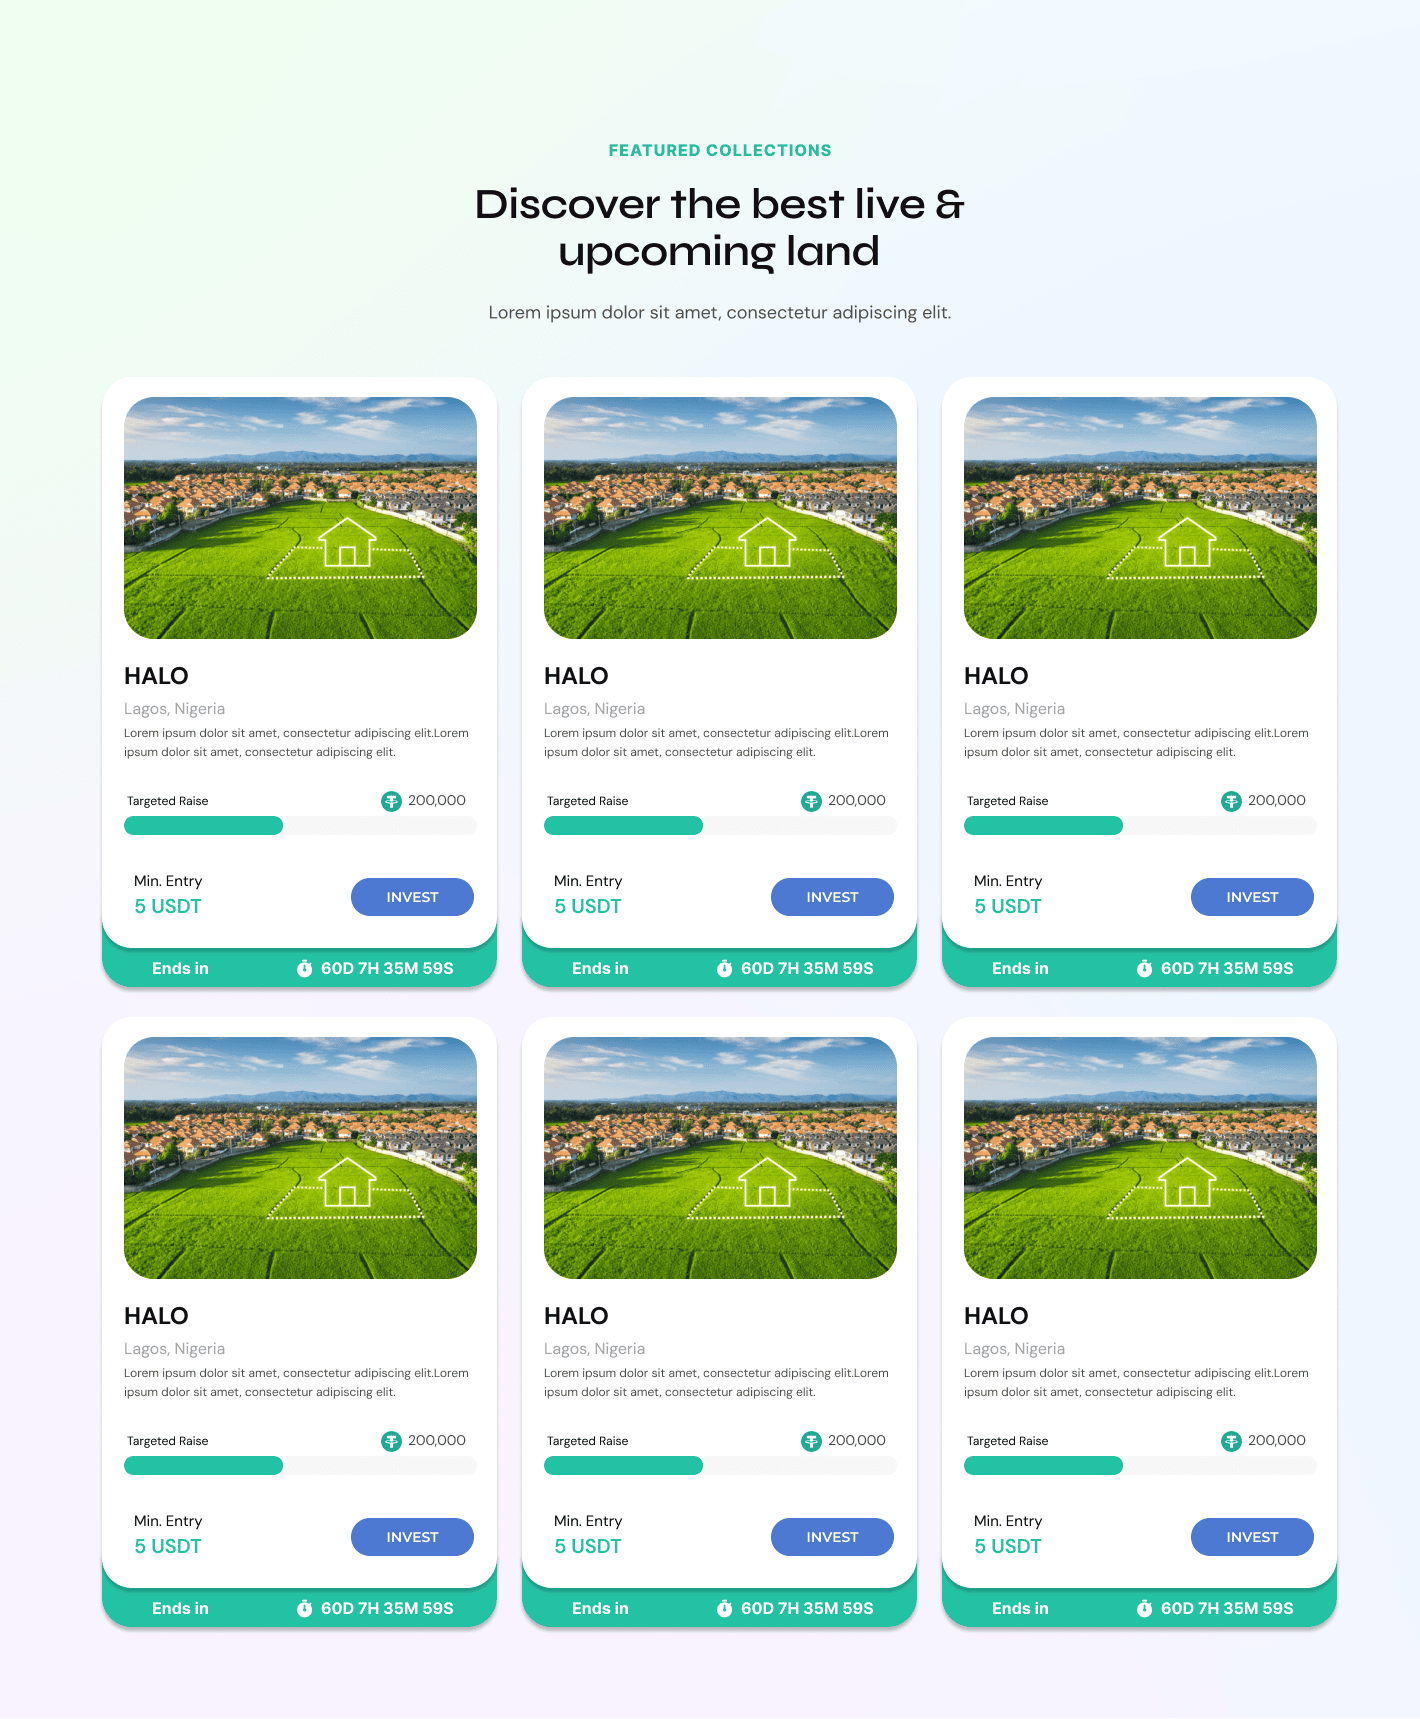 FEATURED COLLECTIONS
Discover the best live &
upcoming land
Lorem ipsum dolor sit amet, consectetur adipiscing elit.
HALO
Lagos, Nigeria
Lorem ipsum dolor sit amet, consectetur adipiscing elit.Lorem
ipsum dolor sit amet, consectetur adipiscing elit.
Targeted Raise
200,000
Min. Entry
5 USDT
INVEST
Ends in
60D 7H 35M 59S
HALO
Lagos, Nigeria
Lorem ipsum dolor sit amet, consectetur adipiscing elit.Lorem
ipsum dolor sit amet, consectetur adipiscing elit.
Targeted Raise
200,000
Min. Entry
5 USDT
INVEST
Ends in
60D 7H 35M 59S
HALO
Lagos, Nigeria
Lorem ipsum dolor sit amet, consectetur adipiscing elit.Lorem
ipsum dolor sit amet, consectetur adipiscing elit.
Targeted Raise
200,000
Min. Entry
5 USDT
INVEST
Ends in
60D 7H 35M 59S
HALO
Lagos, Nigeria
Lorem ipsum dolor sit amet, consectetur adipiscing elit.Lorem
ipsum dolor sit amet, consectetur adipiscing elit.
Targeted Raise
200,000
Min. Entry
5 USDT
INVEST
Ends in
60D 7H 35M 59S
HALO
Lagos, Nigeria
Lorem ipsum dolor sit amet, consectetur adipiscing elit.Lorem
ipsum dolor sit amet, consectetur adipiscing elit.
Targeted Raise
200,000
Min. Entry
5 USDT
INVEST
Ends in
60D 7H 35M 59S
HALO
Lagos, Nigeria
Lorem ipsum dolor sit amet, consectetur adipiscing elit.Lorem
ipsum dolor sit amet, consectetur adipiscing elit.
Targeted Raise
200,000
Min. Entry
5 USDT
INVEST
Ends in
60D 7H 35M 59S